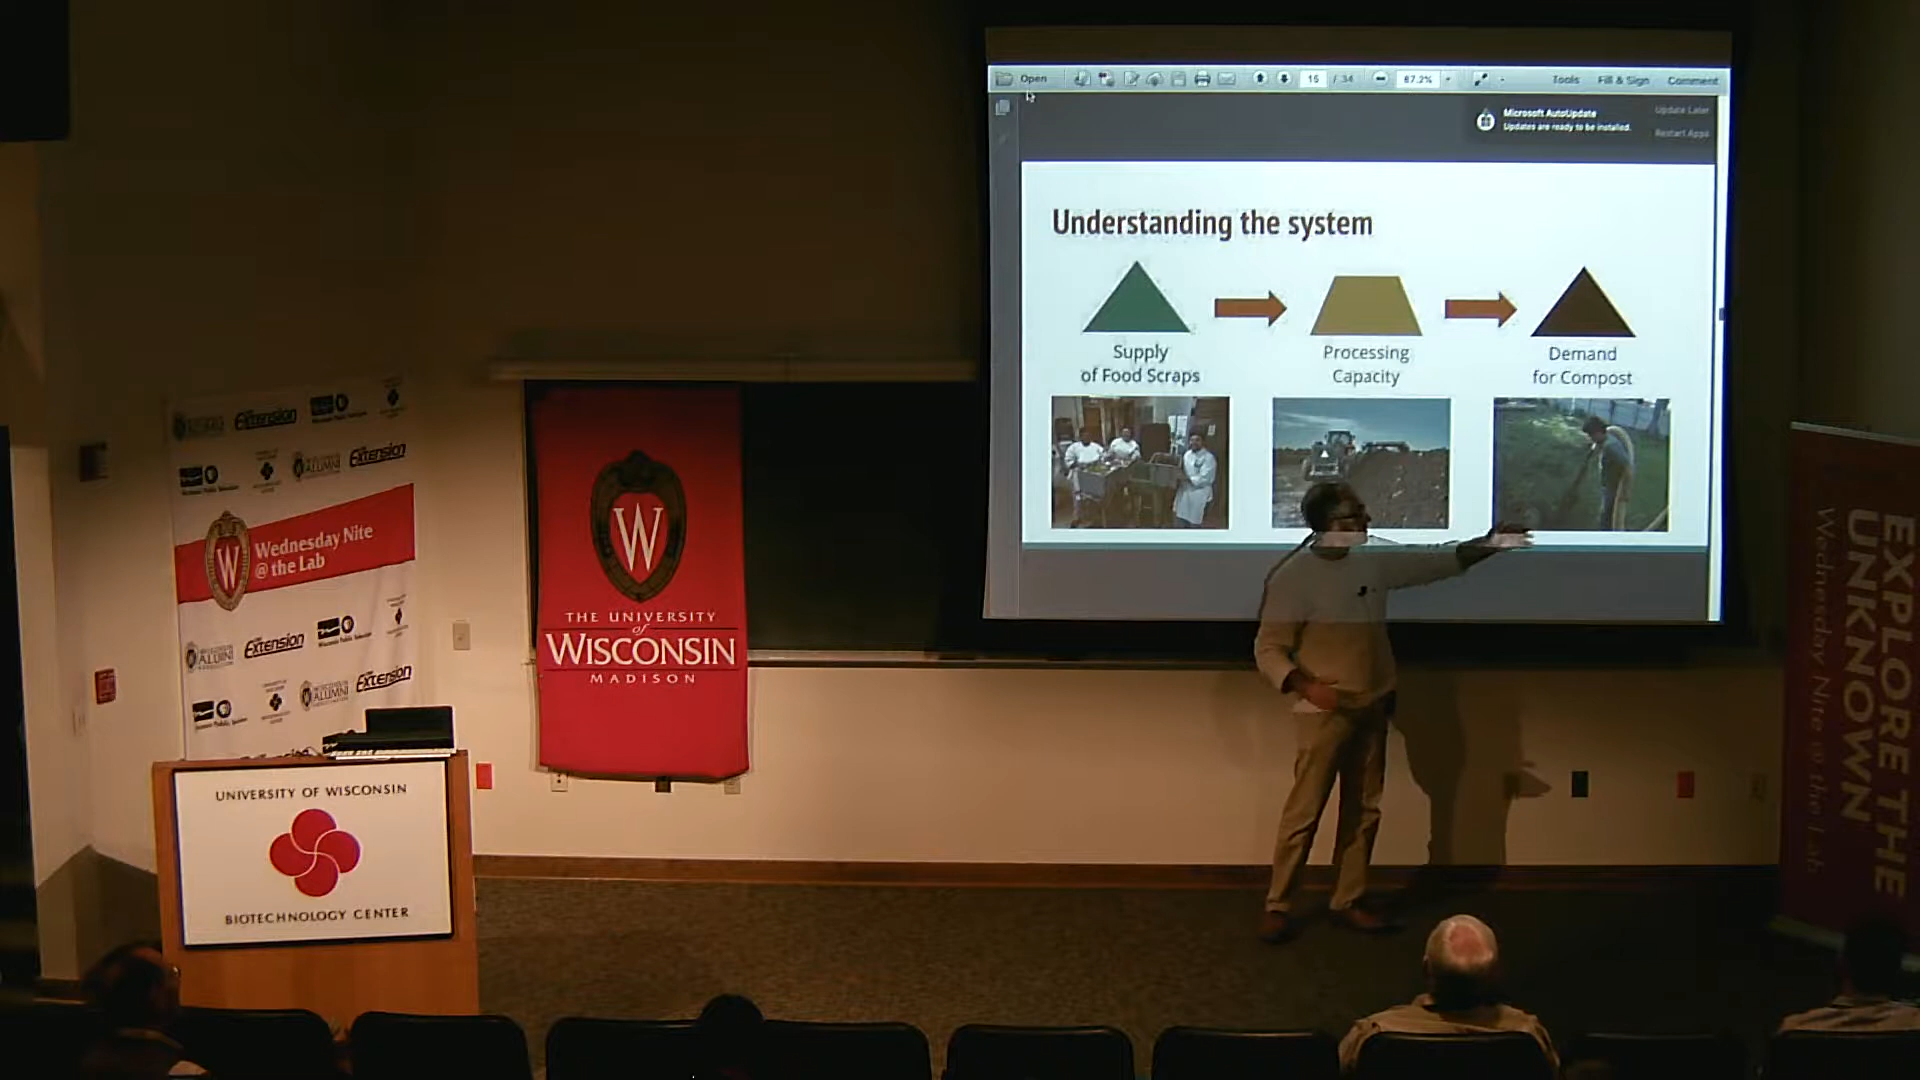 Open
15 / 34
67.2%
Tools
Fill & Sign
Comment
Microsoft AutoUpdate
Updates are ready to be installed.
Update Later
Restart Apps
Understanding the system
Supply
of Food Scraps
Processing
Capacity
Demand
for Compost
Extension
Extension
ALUMNI
W Wednesday Nite
@ the Lab
Extension
ALUMNI
Extension
ALUMNI
W
THE UNIVERSITY
of
WISCONSIN
MADISON
UNIVERSITY OF WISCONSIN
BIOTECHNOLOGY CENTER
EXPLORE THE
UNKNOWN
Wednesday Nite @ the Lab